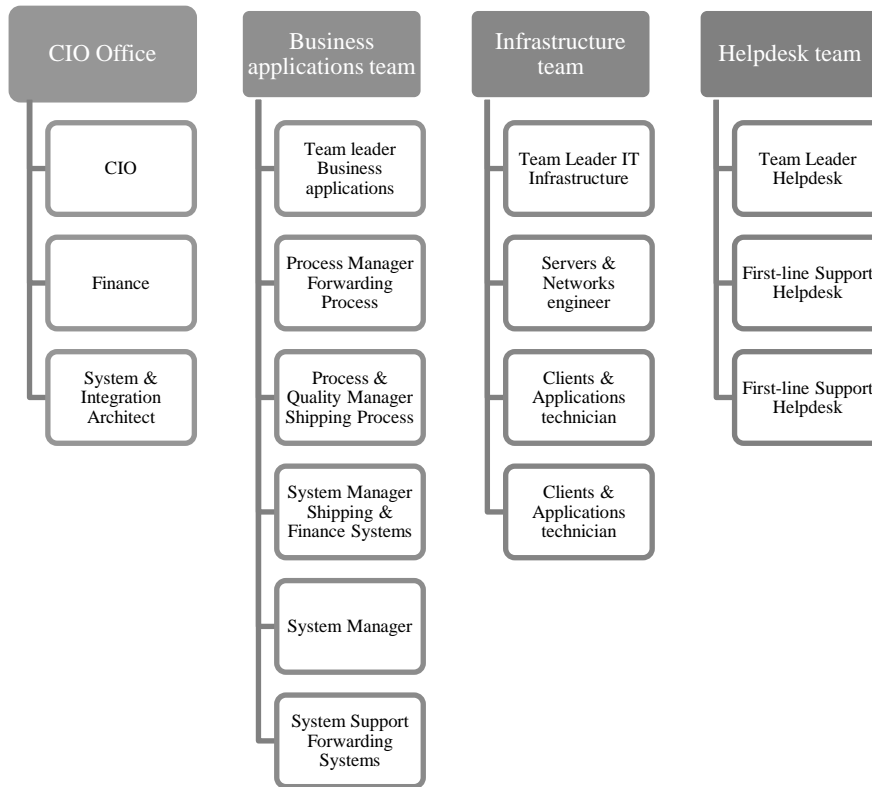 CIO Office
CIO
Finance
System &
Integration
Architect
Business
applications team
Team leader
Business
applications
Process Manager
Forwarding
Process
Process &
Quality Manager
Shipping Process
System Manager
Shipping &
Finance Systems
System Manager
System Support
Forwarding
Systems
Infrastructure
team
Team Leader IT
Infrastructure
Servers &
Networks
engineer
Clients &
Applications
technician
Clients &
Applications
technician
Helpdesk team
Team Leader
Helpdesk
First-line Support
Helpdesk
First-line Support
Helpdesk